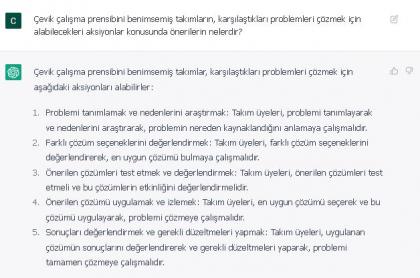 C
Çevik çalışma prensibini benimsemiş takımların, karşılaştıkları problemleri çözmek için
alabilecekleri aksiyonlar konusunda önerilerin nelerdir?
Çevik çalışma prensibini benimsemiş takımlar, karşılaştıkları problemleri çözmek için
aşağıdaki aksiyonları alabilirler:
1. Problemi tanımlamak ve nedenlerini araştırmak: Takım üyeleri, problemi tanımlayarak
ve nedenlerini araştırarak, problemin nereden kaynaklandığını anlamaya çalışmalıdır.
2. Farklı çözüm seçeneklerini değerlendirmek: Takım üyeleri, farklı çözüm seçeneklerini
değerlendirerek, en uygun çözümü bulmaya çalışmalıdır.
3. Önerilen çözümleri test etmek ve değerlendirmek: Takım üyeleri, önerilen çözümleri test
etmeli ve bu çözümlerin etkinliğini değerlendirmelidir.
4. Önerilen çözümü uygulamak ve izlemek: Takım üyeleri, en uygun çözümü seçerek ve bu
çözümü uygulayarak, problemi çözmeye çalışmalıdır.
5. Sonuçları değerlendirmek ve gerekli düzeltmeleri yapmak: Takım üyeleri, uygulanan
çözümün sonuçlarını değerlendirerek ve gerekli düzeltmeleri yaparak, problemi
tamamen çözmeye çalışmalıdır.